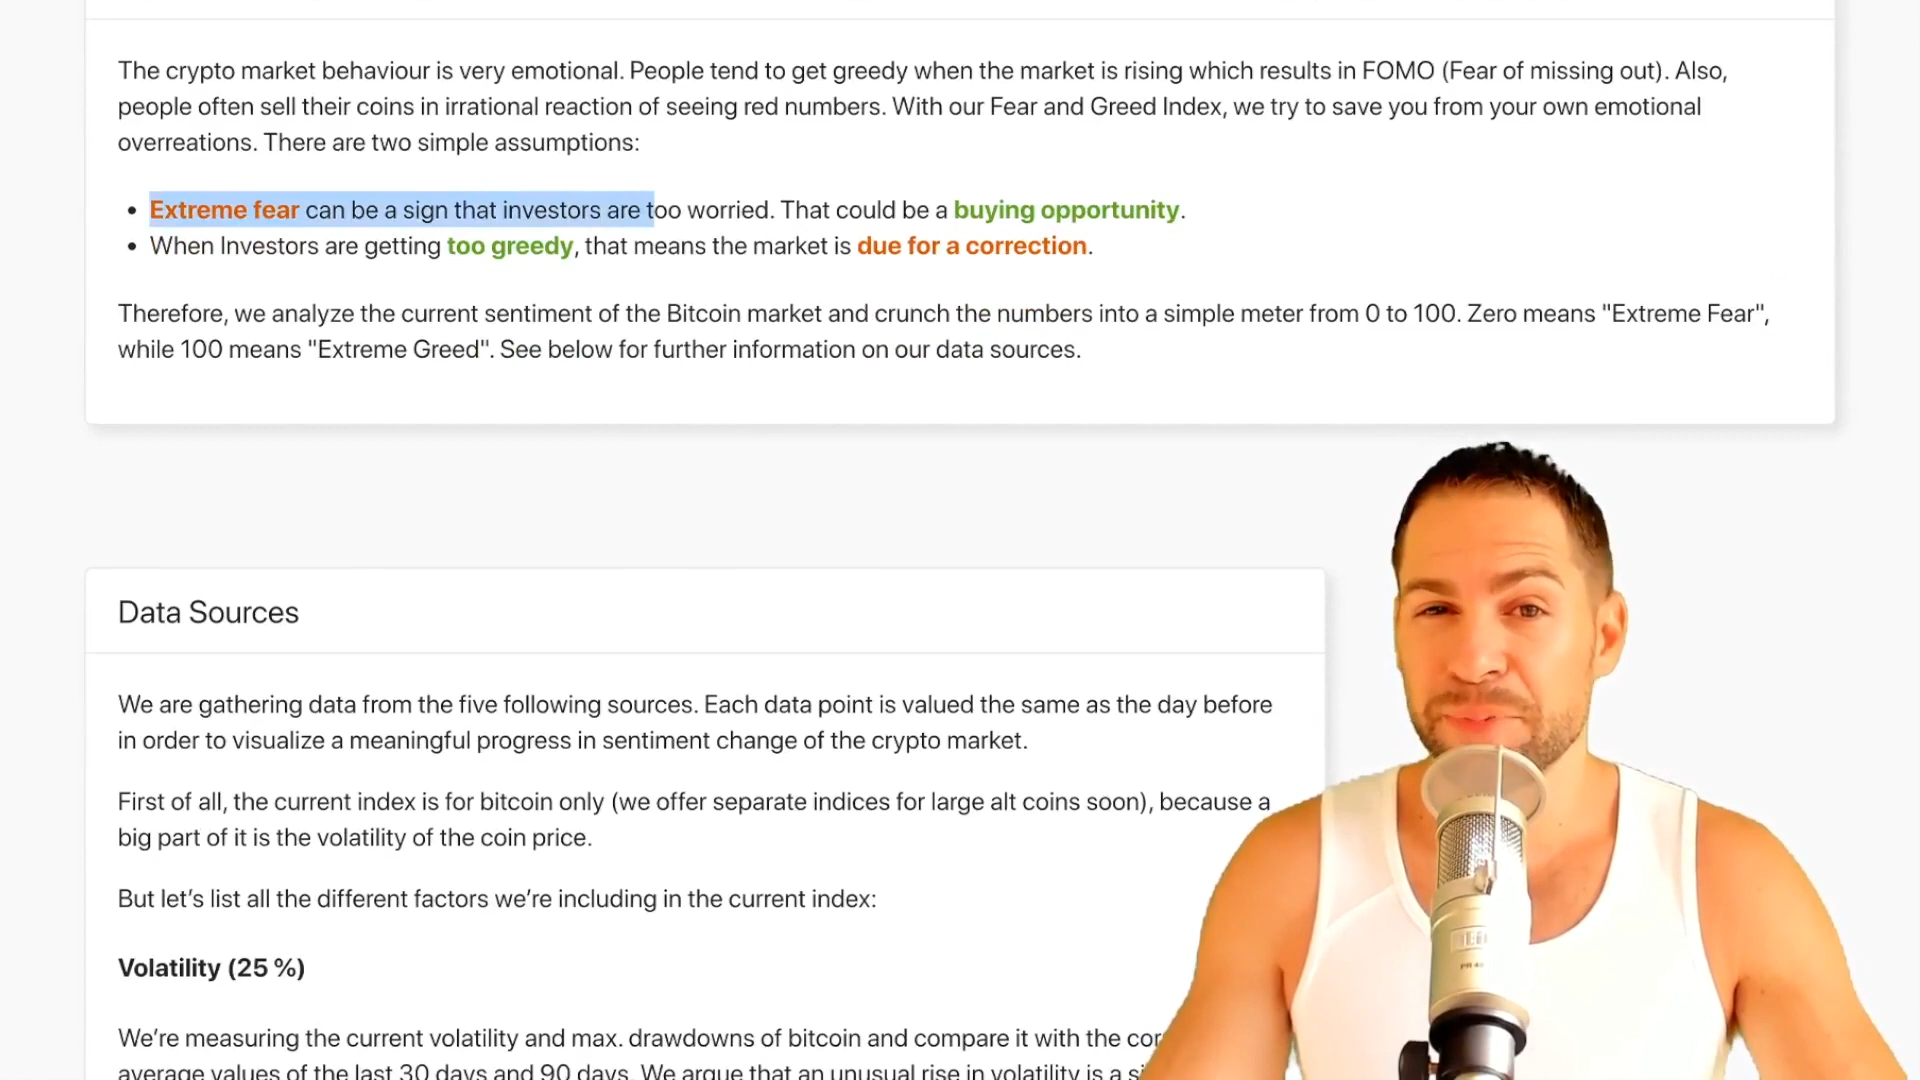 The crypto market behaviour is very emotional. People tend to get greedy when the market is rising which results in FOMO (Fear of missing out). Also,
people often sell their coins in irrational reaction of seeing red numbers. With our Fear and Greed Index, we try to save you from your own emotional
overreations. There are two simple assumptions:
• Extreme fear can be a sign that investors are too worried. That could be a buying opportunity.
• When Investors are getting too greedy, that means the market is due for a correction.
Therefore, we analyze the current sentiment of the Bitcoin market and crunch the numbers into a simple meter from 0 to 100. Zero means "Extreme Fear",
while 100 means "Extreme Greed". See below for further information on our data sources.
Data Sources
We are gathering data from the five following sources. Each data point is valued the same as the day before
in order to visualize a meaningful progress in sentiment change of the crypto market.
First of all, the current index is for bitcoin only (we offer separate indices for large alt coins soon), because a
big part of it is the volatility of the coin price.
But let’s list all the different factors we’re including in the current index:
Volatility (25 %)
We’re measuring the current volatility and max. drawdowns of bitcoin and compare it with the
average values of the last 30 days and 90 days. We argue that an unusual rise in volatility is a